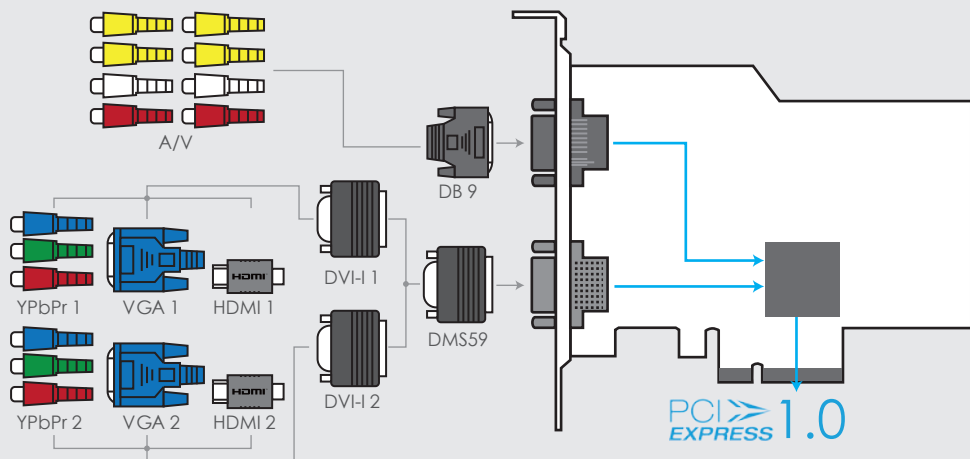 A/V
DB 9
YPbPr 1
VGA 1
HDMI
HDMI 1
DVI-I 1
DMS59
YPbPr 2
VGA 2
HDMI
HDMI 2
DVI-I 2
PCI
EXPRESS 1.0